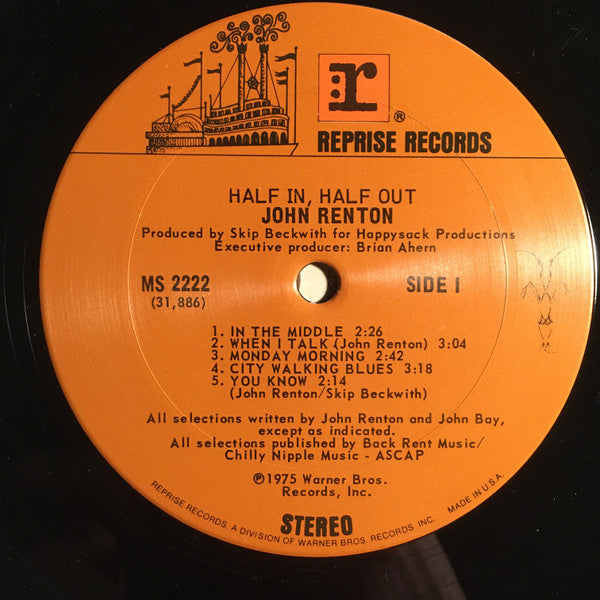 r
®
REPRISE RECORDS
HALF IN, HALF OUT
JOHN RENTON
Produced by Skip Beckwith for Happysack Productions
Executive producer: Brian Ahern
MS 2222 SIDE 1
(31,886)
1. IN THE MIDDLE 2:26
2. WHEN I TALK (John Renton) 3:04
3. MONDAY MORNING 2:42
4. CITY WALKING BLUES 3:18
5. YOU KNOW 2:14
(John Renton/Skip Beckwith)
All selections written by John Renton and John Bay,
except as indicated.
All selections published by Back Rent Music/
Chilly Nipple Music - ASCAP
℗1975 Warner Bros.
Records, Inc.
STEREO
REPRISE RECORDS, A DIVISION OF WARNER BROS. RECORDS INC. MADE IN U.S.A.